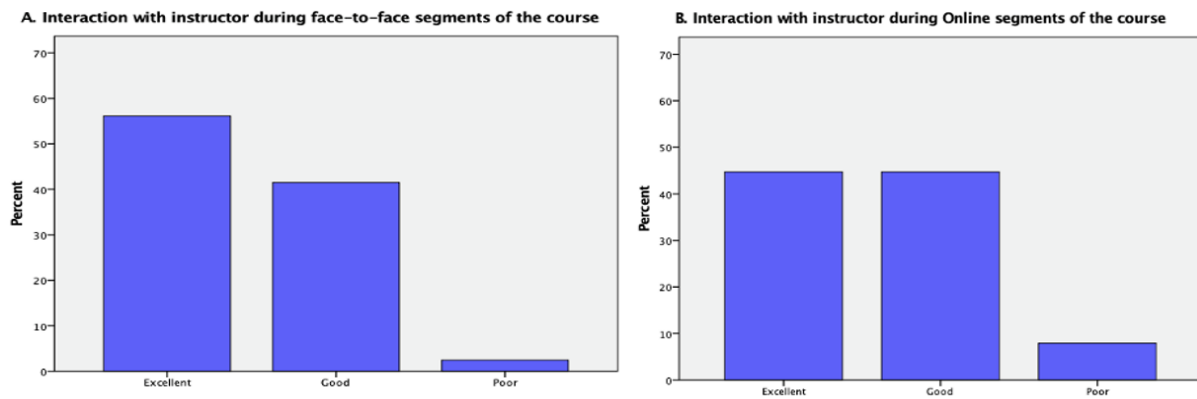 A. Interaction with instructor during face-to-face segments of the course
70
60
50
40
30
20
10
0
Percent
Excellent Good Poor
B. Interaction with instructor during Online segments of the course
70
60
50
40
30
20
10
0
Percent
Excellent Good Poor